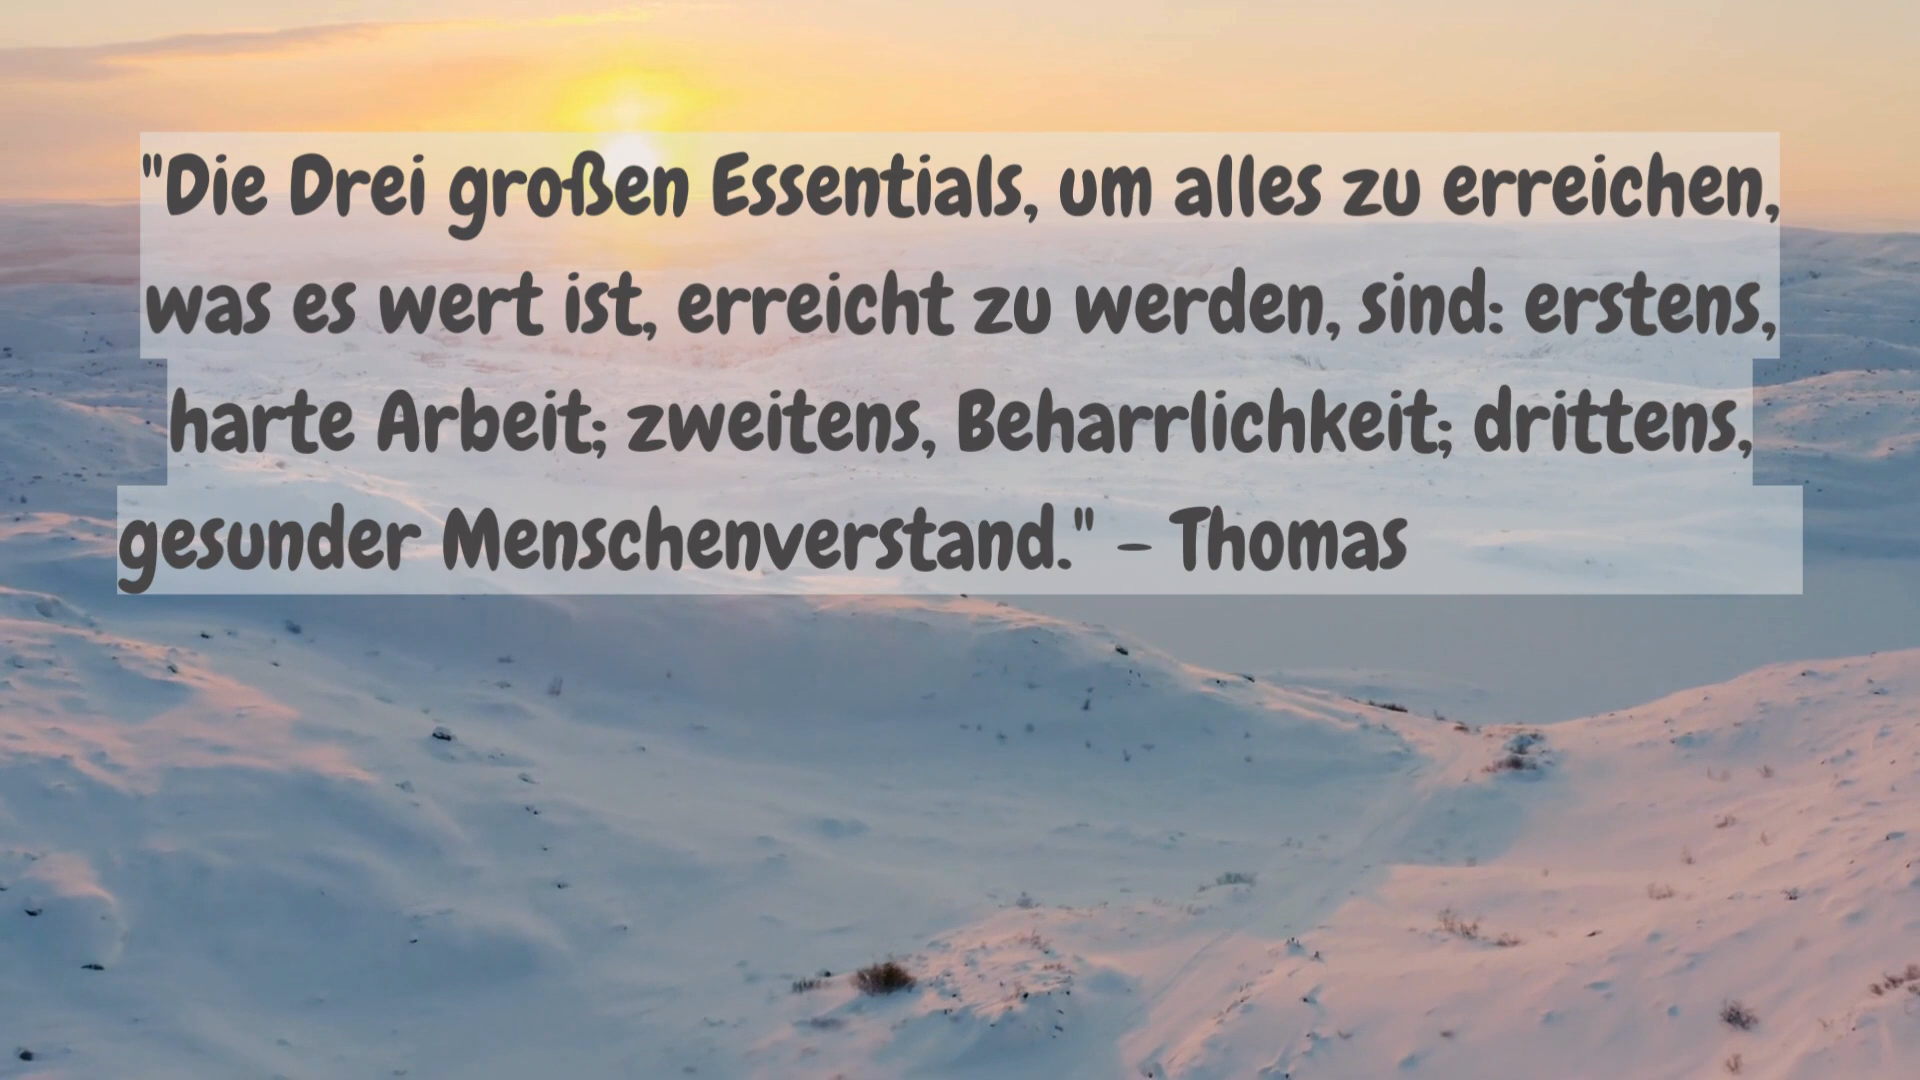 "Die Drei großen Essentials, um alles zu erreichen,
was es wert ist, erreicht zu werden, sind: erstens,
harte Arbeit; zweitens, Beharrlichkeit; drittens,
gesunder Menschenverstand." – Thomas